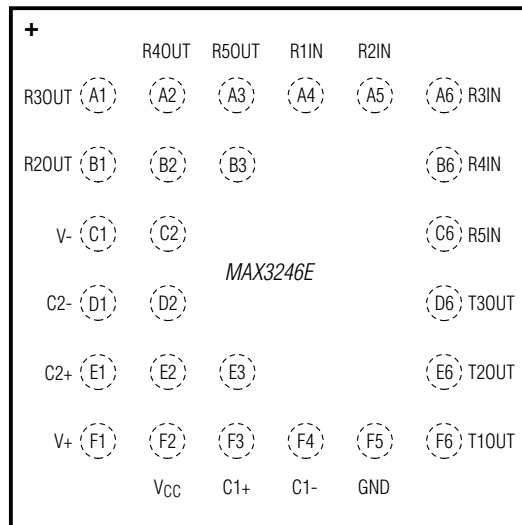 +
R4OUT R5OUT R1IN R2IN
R3OUT A1 A2 A3 A4 A5 A6 R3IN
R2OUT B1 B2 B3 B6 R4IN
V- C1 C2 C6 R5IN
MAX3246E
C2- D1 D2 D6 T3OUT
C2+ E1 E2 E3 E6 T2OUT
V+ F1 F2 F3 F4 F5 F6 T1OUT
VCC C1+ C1- GND